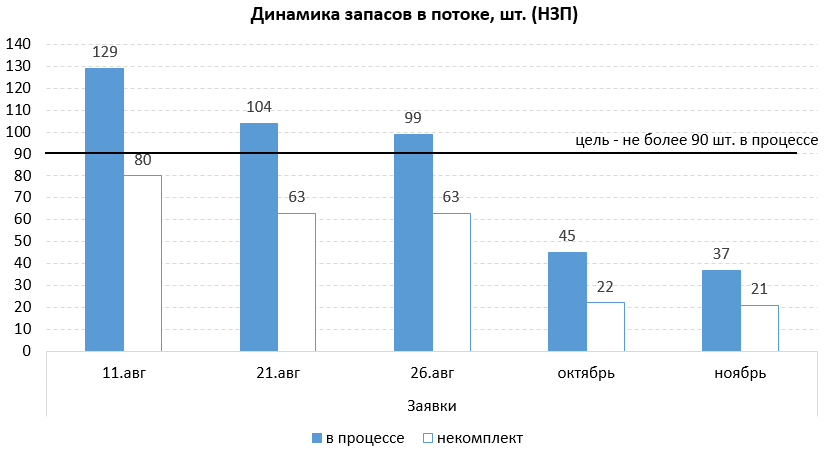 Динамика запасов в потоке, шт. (НЗП)
140
130
120
110
100
90
80
70
60
50
40
30
20
10
0
129
80
104
63
99
63
45
22
37
21
цель - не более 90 шт. в процессе
11.авг
21.авг
26.авг
октябрь
ноябрь
Заявки
в процессе
некомплект